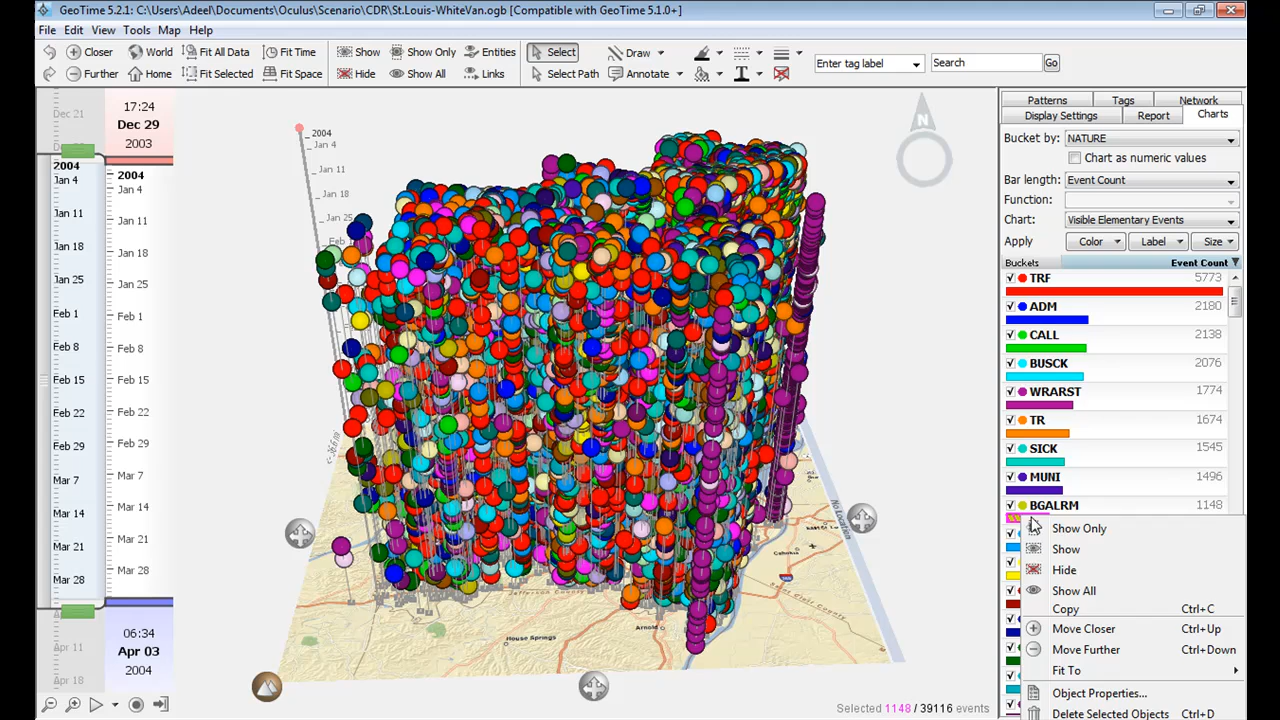 GeoTime 5.2.1: C:\Users\Adeel\Documents\Oculus\Scenario\CDR\St.Louis-WhiteVan.ogb [Compatible with GeoTime 5.1.0+]
File Edit View Tools Map Help
Closer World Fit All Data Fit Time Show Show Only Entities Select Draw
Enter tag label Search Go
Further Home Fit Selected Fit Space Hide Show All Links Select Path Annotate
Patterns Tags Network
Display Settings Report Charts
Bucket by: NATURE
Chart as numeric values
Bar length: Event Count
Function:
Chart: Visible Elementary Events
Apply Color Label Size
Buckets Event Count
TRF 5773
ADM 2180
CALL 2138
BUSCK 2076
WRARST 1774
TR 1674
SICK 1545
MUNI 1496
BGALRM 1148
Show Only
Show
Hide
Show All
Copy Ctrl+C
Move Closer Ctrl+Up
Move Further Ctrl+Down
Fit To
Object Properties...
Delete Selected Objects Ctrl+D
Dec 21
2004
Jan 4
Jan 11
Jan 18
Jan 25
Feb 1
Feb 8
Feb 15
Feb 22
Feb 29
Mar 7
Mar 14
Mar 21
Mar 28
Apr 11
Apr 18
17:24
Dec 29
2003
2004
Jan 4
Jan 11
Jan 18
Jan 25
Feb 1
Feb 8
Feb 15
Feb 22
Feb 29
Mar 7
Mar 14
Mar 21
Mar 28
06:34
Apr 03
2004
2004
Jan 4
Jan 11
Jan 18
Jan 25
Feb
N
No Location
Jefferson County
House Springs
Arnold
Selected 1148 / 39116 events